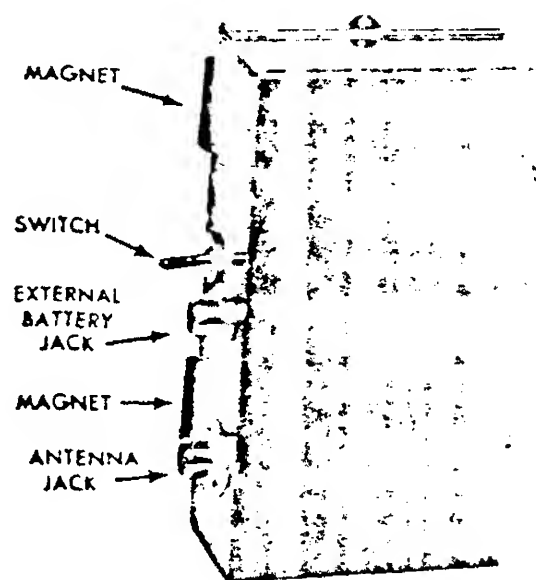 MAGNET
SWITCH
EXTERNAL
BATTERY
JACK
MAGNET
ANTENNA
JACK